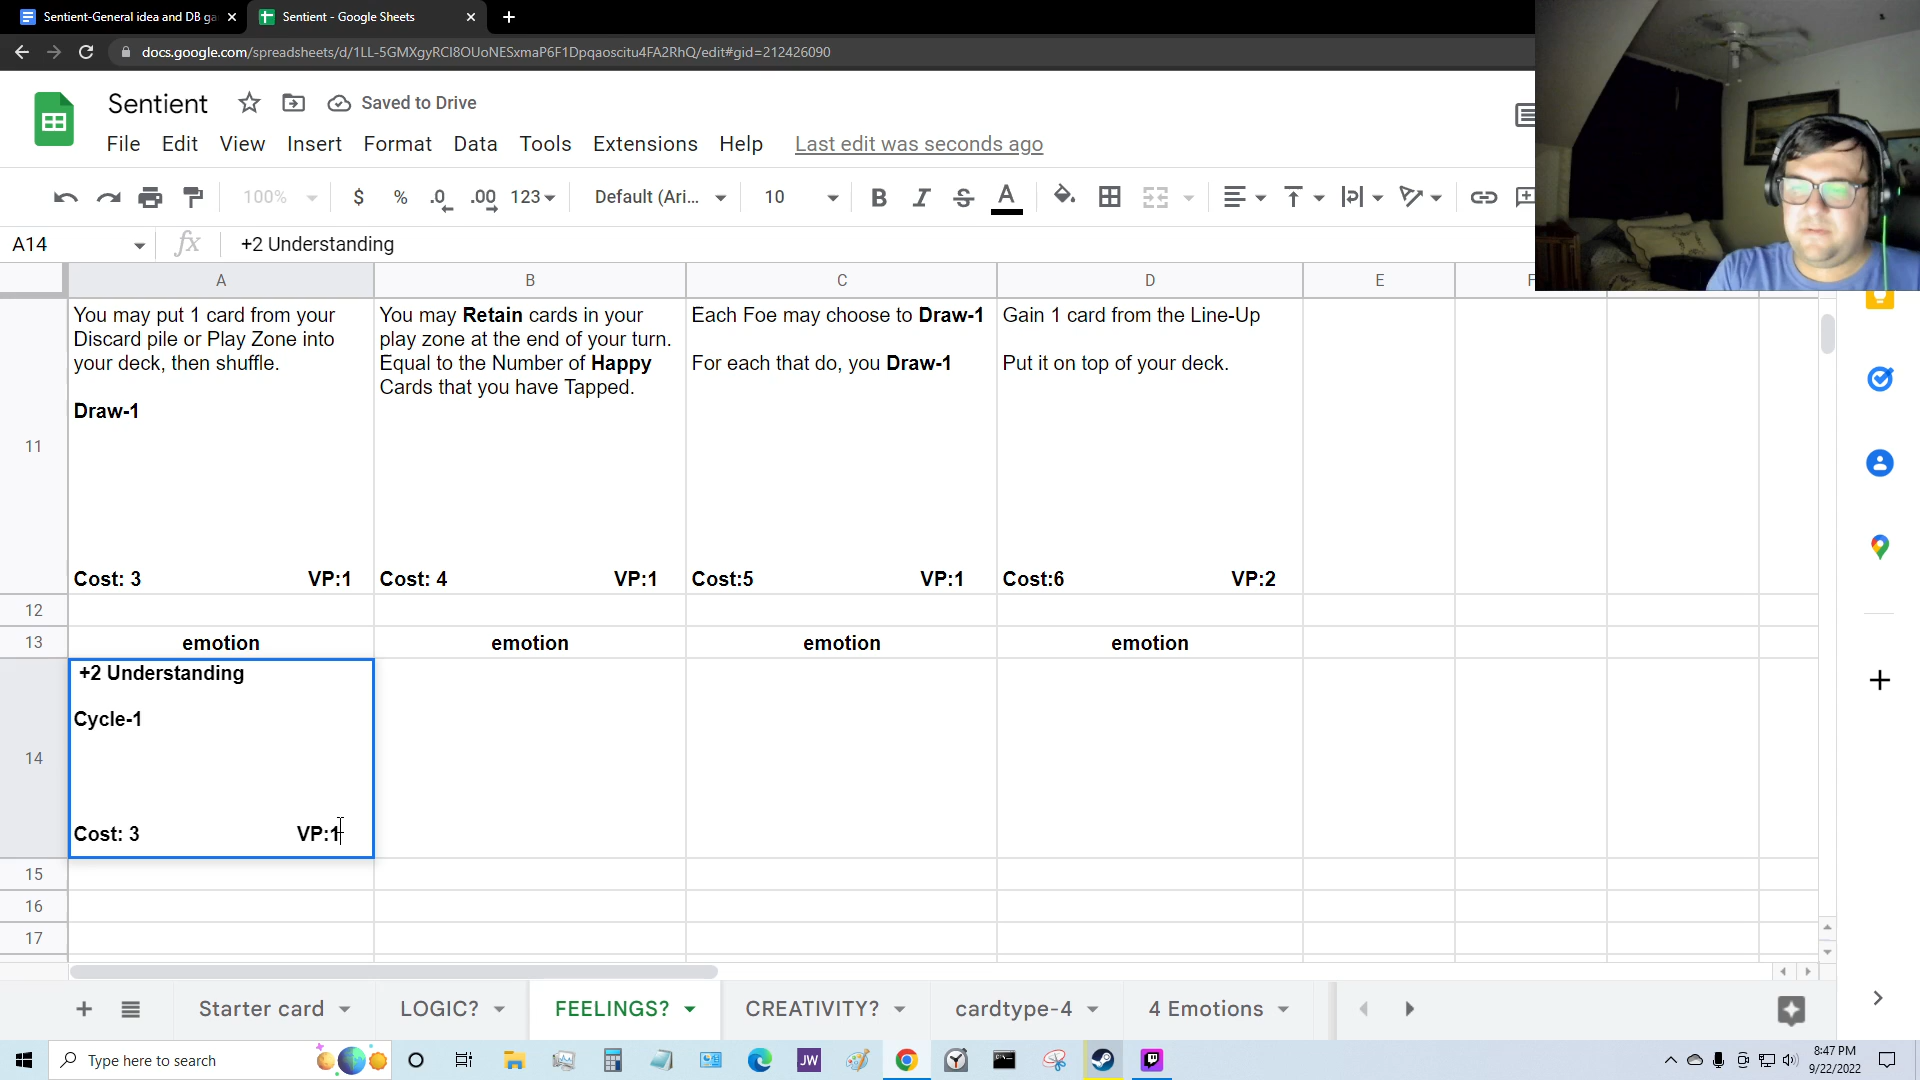 Sentient-General idea and DB ga
Sentient - Google Sheets
docs.google.com/spreadsheets/d/1LL-5GMXgyRCI8OUoNESxmaP6F1Dpqaoscitu4FA2RhQ/edit#gid=212426090
Sentient
Saved to Drive
File Edit View Insert Format Data Tools Extensions Help Last edit was seconds ago
100% $ % .0 .00 123 Default (Ari... 10 B I S A
A14 fx +2 Understanding
A B C D E F
11
You may put 1 card from your
Discard pile or Play Zone into
your deck, then shuffle.
Draw-1
Cost: 3 VP:1
You may Retain cards in your
play zone at the end of your turn.
Equal to the Number of Happy
Cards that you have Tapped.
Cost: 4 VP:1
Each Foe may choose to Draw-1
For each that do, you Draw-1
Cost:5 VP:1
Gain 1 card from the Line-Up
Put it on top of your deck.
Cost:6 VP:2
12
13 emotion emotion emotion emotion
14
+2 Understanding
Cycle-1
Cost: 3 VP:1
15
16
17
Starter card LOGIC? FEELINGS? CREATIVITY? cardtype-4 4 Emotions
Type here to search
JW
8:47 PM
9/22/2022